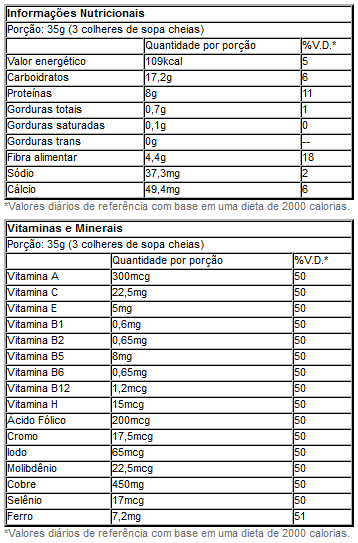 Informações Nutricionais
Porção: 35g (3 colheres de sopa cheias)
Quantidade por porção %V.D.*
Valor energético 109kcal 5
Carboidratos 17,2g 6
Proteínas 8g 11
Gorduras totais 0,7g 1
Gorduras saturadas 0,1g 0
Gorduras trans 0g --
Fibra alimentar 4,4g 18
Sódio 37,3mg 2
Cálcio 49,4mg 6
*Valores diários de referência com base em uma dieta de 2000 calorias.
Vitaminas e Minerais
Porção: 35g (3 colheres de sopa cheias)
Quantidade por porção %V.D.*
Vitamina A 300mcg 50
Vitamina C 22,5mg 50
Vitamina E 5mg 50
Vitamina B1 0,6mg 50
Vitamina B2 0,65mg 50
Vitamina B5 8mg 50
Vitamina B6 0,65mg 50
Vitamina B12 1,2mcg 50
Vitamina H 15mcg 50
Ácido Fólico 200mcg 50
Cromo 17,5mcg 50
Iodo 65mcg 50
Molibdênio 22,5mcg 50
Cobre 450mg 50
Selênio 17mcg 50
Ferro 7,2mg 51
*Valores diários de referência com base em uma dieta de 2000 calorias.